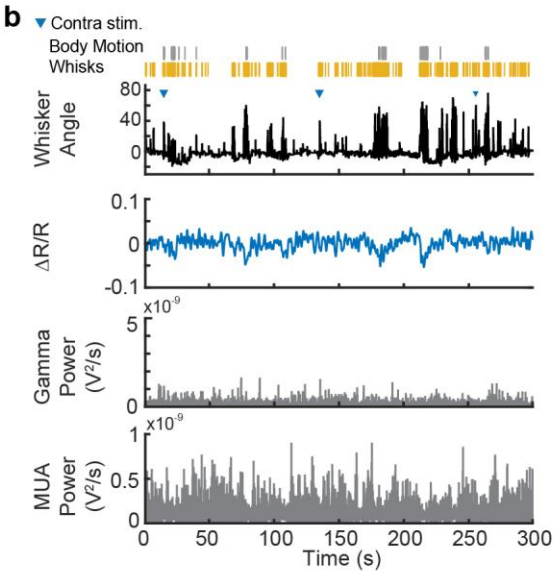 b
▼ Contra stim.
Body Motion
Whisks
Whisker
Angle
80
40
0
ΔR/R
0.1
0
-0.1
Gamma
Power
(V²/s)
x10⁻⁹
5
0
MUA
Power
(V²/s)
x10⁻⁹
1
0.5
0
0 50 100 150 200 250 300
Time (s)